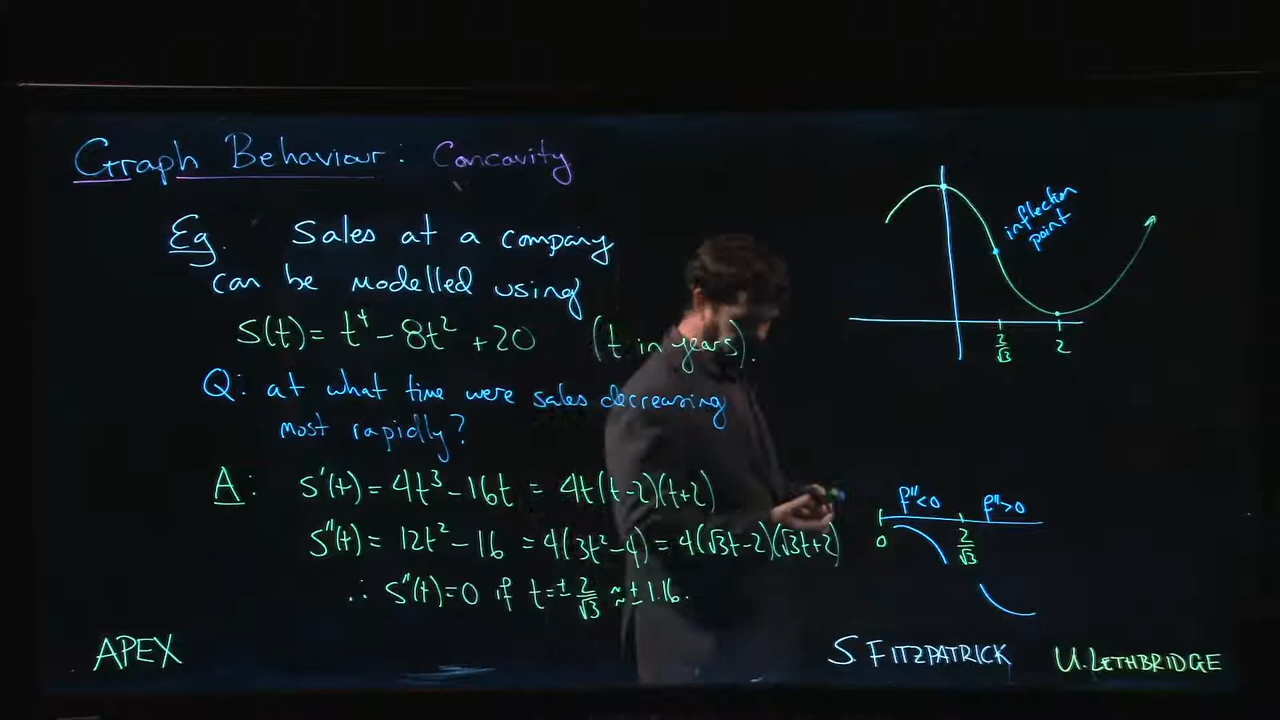 Graph Behaviour: Concavity
Eg. Sales at a company
can be modelled using
S(t) = t⁴ - 8t² + 20 (t in years).
Q: at what time were sales decreasing
most rapidly?
A: S'(t) = 4t³ - 16t = 4t(t-2)(t+2)
S''(t) = 12t² - 16 = 4(3t²-4) = 4(√3t-2)(√3t+2)
∴ S''(t)=0 if t=± 2/√3 ≈ ± 1.16.
inflection
point
2/√3 2
f''<0 f''>0
0 2/√3
APEX
S. FITZPATRICK U. LETHBRIDGE